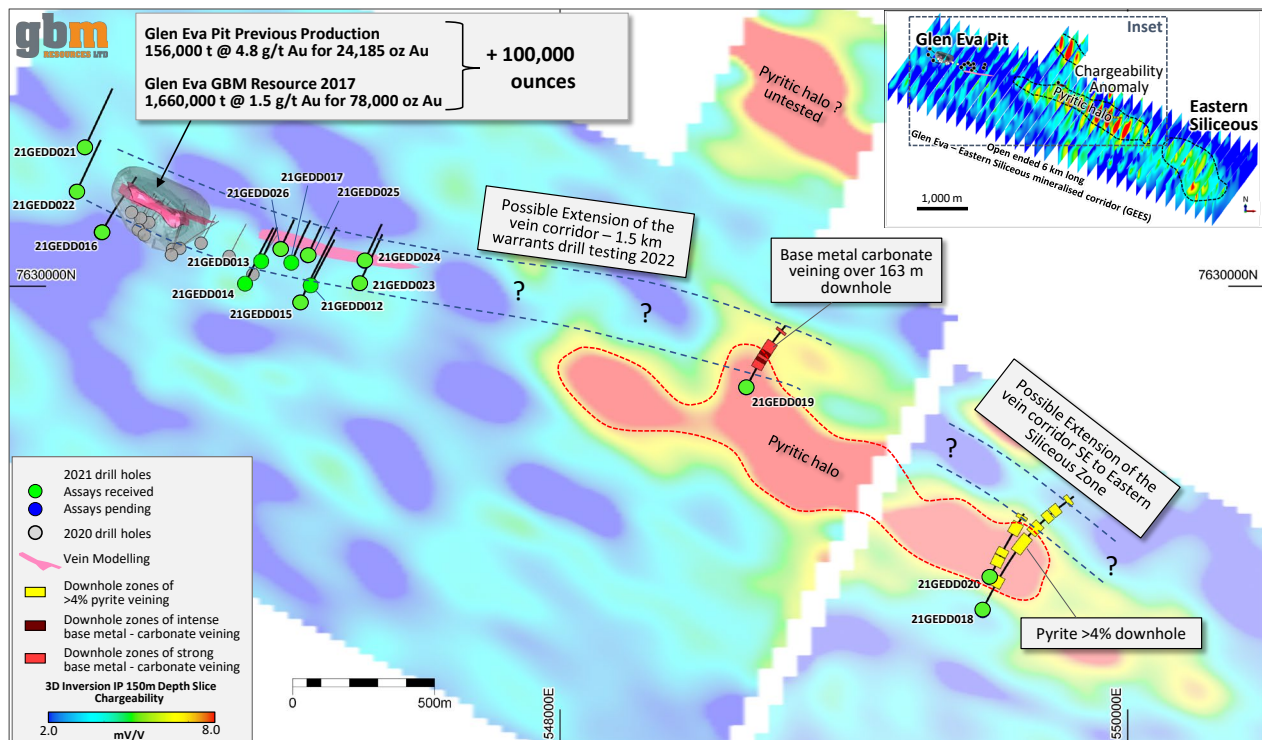 gbm
RESOURCES LTD
Glen Eva Pit Previous Production
156,000 t @ 4.8 g/t Au for 24,185 oz Au
Glen Eva GBM Resource 2017
1,660,000 t @ 1.5 g/t Au for 78,000 oz Au
+ 100,000
ounces
Pyritic halo ?
untested
Inset
Glen Eva Pit
Chargeability
Anomaly
Pyritic halo
Eastern
Siliceous
Open ended 6 km long
Glen Eva – Eastern Siliceous mineralised corridor (GEES)
1,000 m
N
21GEDD021
21GEDD022
21GEDD016
21GEDD017
21GEDD026
21GEDD025
21GEDD013
21GEDD014
21GEDD015
21GEDD012
21GEDD024
21GEDD023
7630000N
7630000N
Possible Extension of the
vein corridor – 1.5 km
warrants drill testing 2022
?
?
Base metal carbonate
veining over 163 m
downhole
21GEDD019
Pyritic halo
Possible Extension of the
vein corridor SE to Eastern
Siliceous Zone
?
?
21GEDD020
21GEDD018
Pyrite >4% downhole
2021 drill holes
Assays received
Assays pending
2020 drill holes
Vein Modelling
Downhole zones of
>4% pyrite veining
Downhole zones of intense
base metal - carbonate veining
Downhole zones of strong
base metal - carbonate veining
3D Inversion IP 150m Depth Slice
Chargeability
2.0
mV/V
8.0
0
500m
548000E
550000E